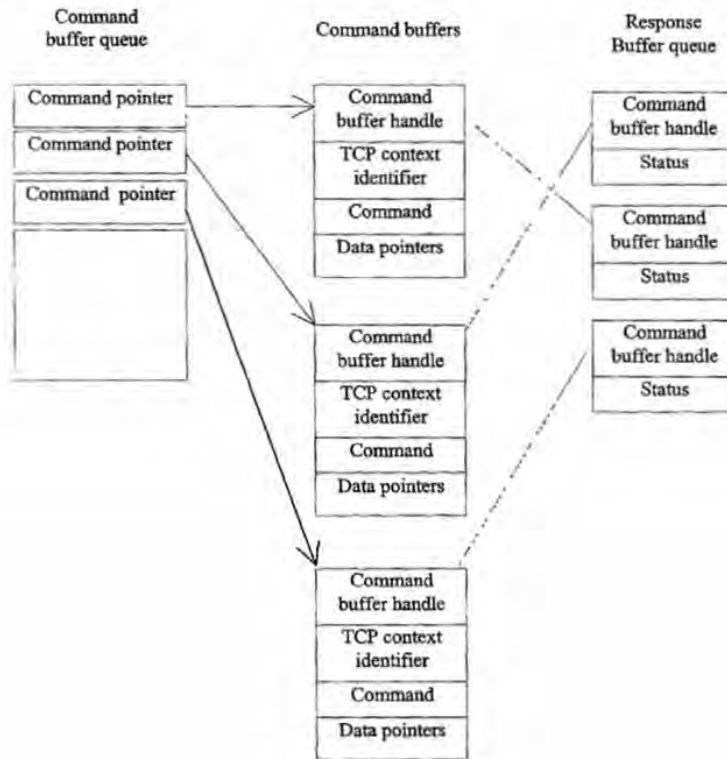 Command
buffer queue
Command buffers
Response
Buffer queue
Command pointer
Command pointer
Command pointer
Command
buffer handle
TCP context
identifier
Command
Data pointers
Command
buffer handle
TCP context
identifier
Command
Data pointers
Command
buffer handle
TCP context
identifier
Command
Data pointers
Command
buffer handle
Status
Command
buffer handle
Status
Command
buffer handle
Status